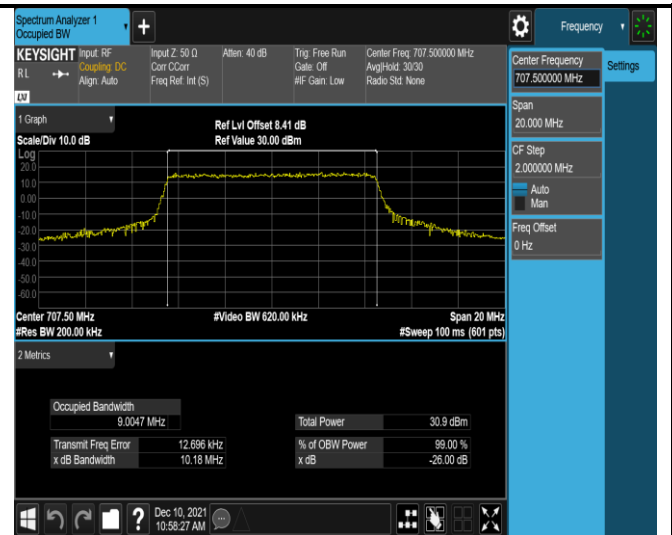 Spectrum Analyzer 1
Occupied BW
+
Frequency
KEYSIGHT
RL
LXI
Input: RF
Coupling: DC
Align: Auto
Input Z: 50 Ω
Corr CCorr
Freq Ref: Int (S)
Atten: 40 dB
Trig: Free Run
Gate: Off
#IF Gain: Low
Center Freq: 707.500000 MHz
Avg|Hold: 30/30
Radio Std: None
Center Frequency
707.500000 MHz
Settings
Span
20.000 MHz
CF Step
2.000000 MHz
Auto
Man
Freq Offset
0 Hz
1 Graph
Scale/Div 10.0 dB
Ref Lvl Offset 8.41 dB
Ref Value 30.00 dBm
Log
20.0
10.0
0.00
-10.0
-20.0
-30.0
-40.0
-50.0
-60.0
Center 707.50 MHz
#Video BW 620.00 kHz
Span 20 MHz
#Res BW 200.00 kHz
#Sweep 100 ms (601 pts)
2 Metrics
Occupied Bandwidth
9.0047 MHz
Total Power 30.9 dBm
Transmit Freq Error 12.696 kHz
% of OBW Power 99.00 %
x dB Bandwidth 10.18 MHz
x dB -26.00 dB
?
Dec 10, 2021
10:58:27 AM